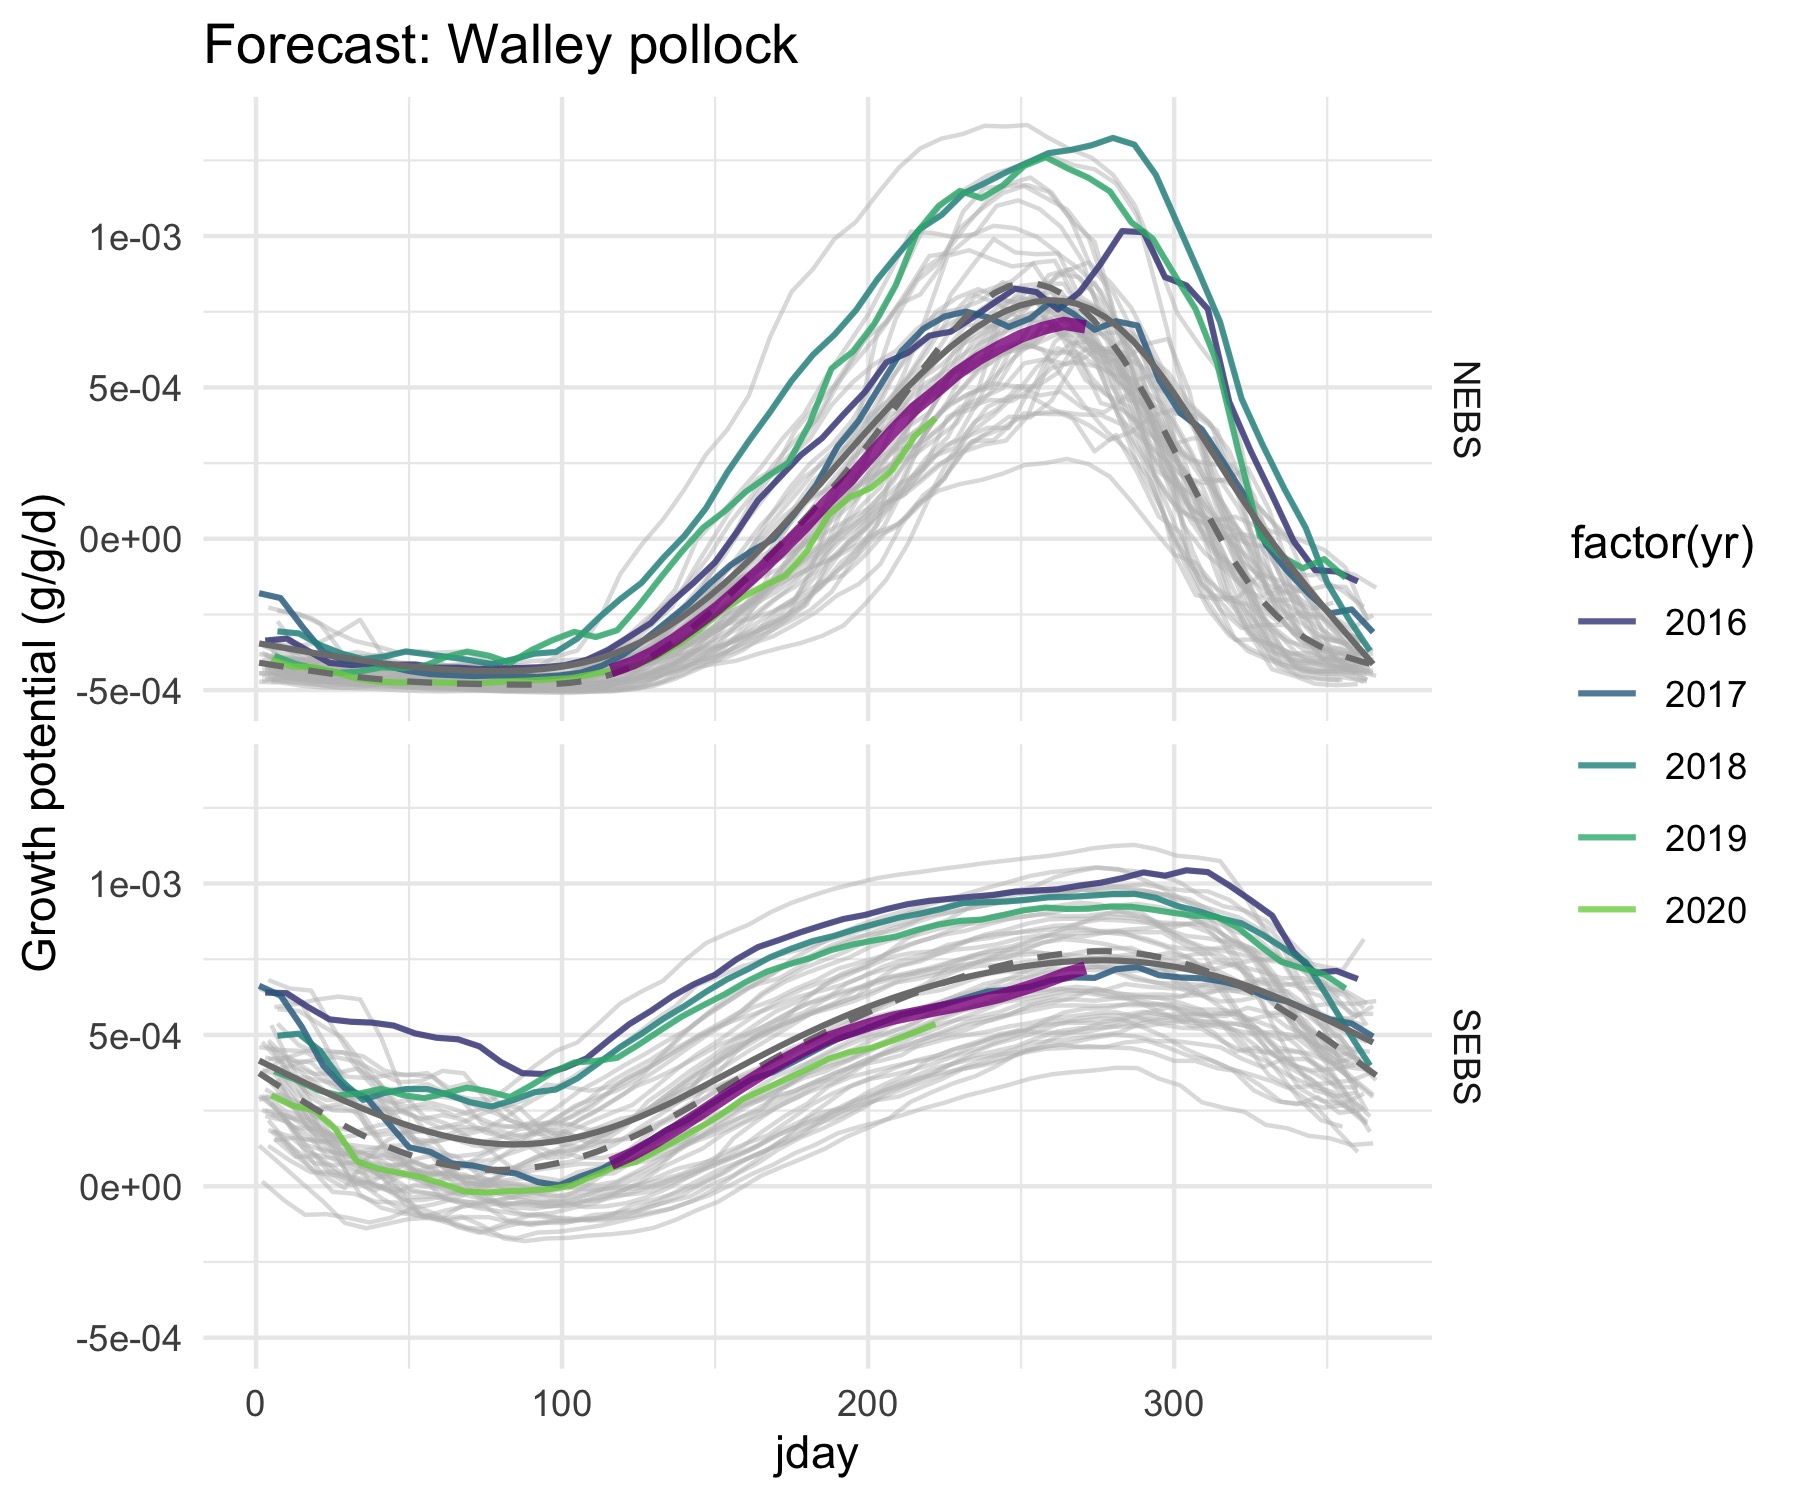 Forecast: Walley pollock
Growth potential (g/g/d)
1e-03
5e-04
0e+00
-5e-04
NEBS
1e-03
5e-04
0e+00
-5e-04
SEBS
0 100 200 300
jday
factor(yr)
2016
2017
2018
2019
2020